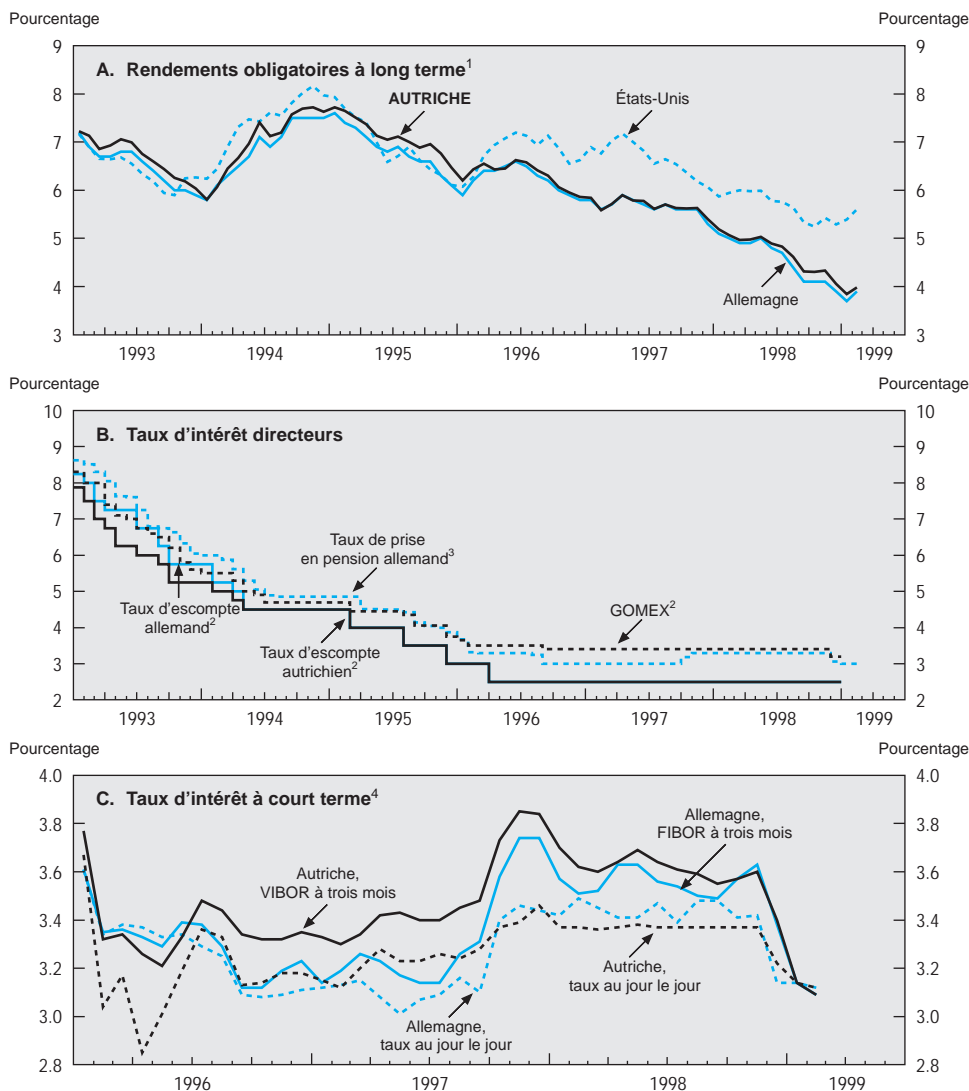 Pourcentage Pourcentage
9 9
A. Rendements obligatoires à long terme¹
8 AUTRICHE États-Unis 8
7 7
6 6
5 5
4 Allemagne 4
3 3
1993 1994 1995 1996 1997 1998 1999
Pourcentage Pourcentage
10 10
B. Taux d'intérêt directeurs
9 9
8 8
7 7
Taux de prise
6 en pension allemand³ 6
5 5
Taux d'escompte GOMEX²
4 allemand² 4
Taux d'escompte
3 autrichien² 3
2 2
1993 1994 1995 1996 1997 1998 1999
Pourcentage Pourcentage
4.0 4.0
C. Taux d'intérêt à court terme⁴
3.8 Allemagne, 3.8
FIBOR à trois mois
Autriche,
3.6 VIBOR à trois mois 3.6
3.4 3.4
3.2 Autriche, 3.2
taux au jour le jour
3.0 Allemagne, 3.0
taux au jour le jour
2.8 2.8
1996 1997 1998 1999